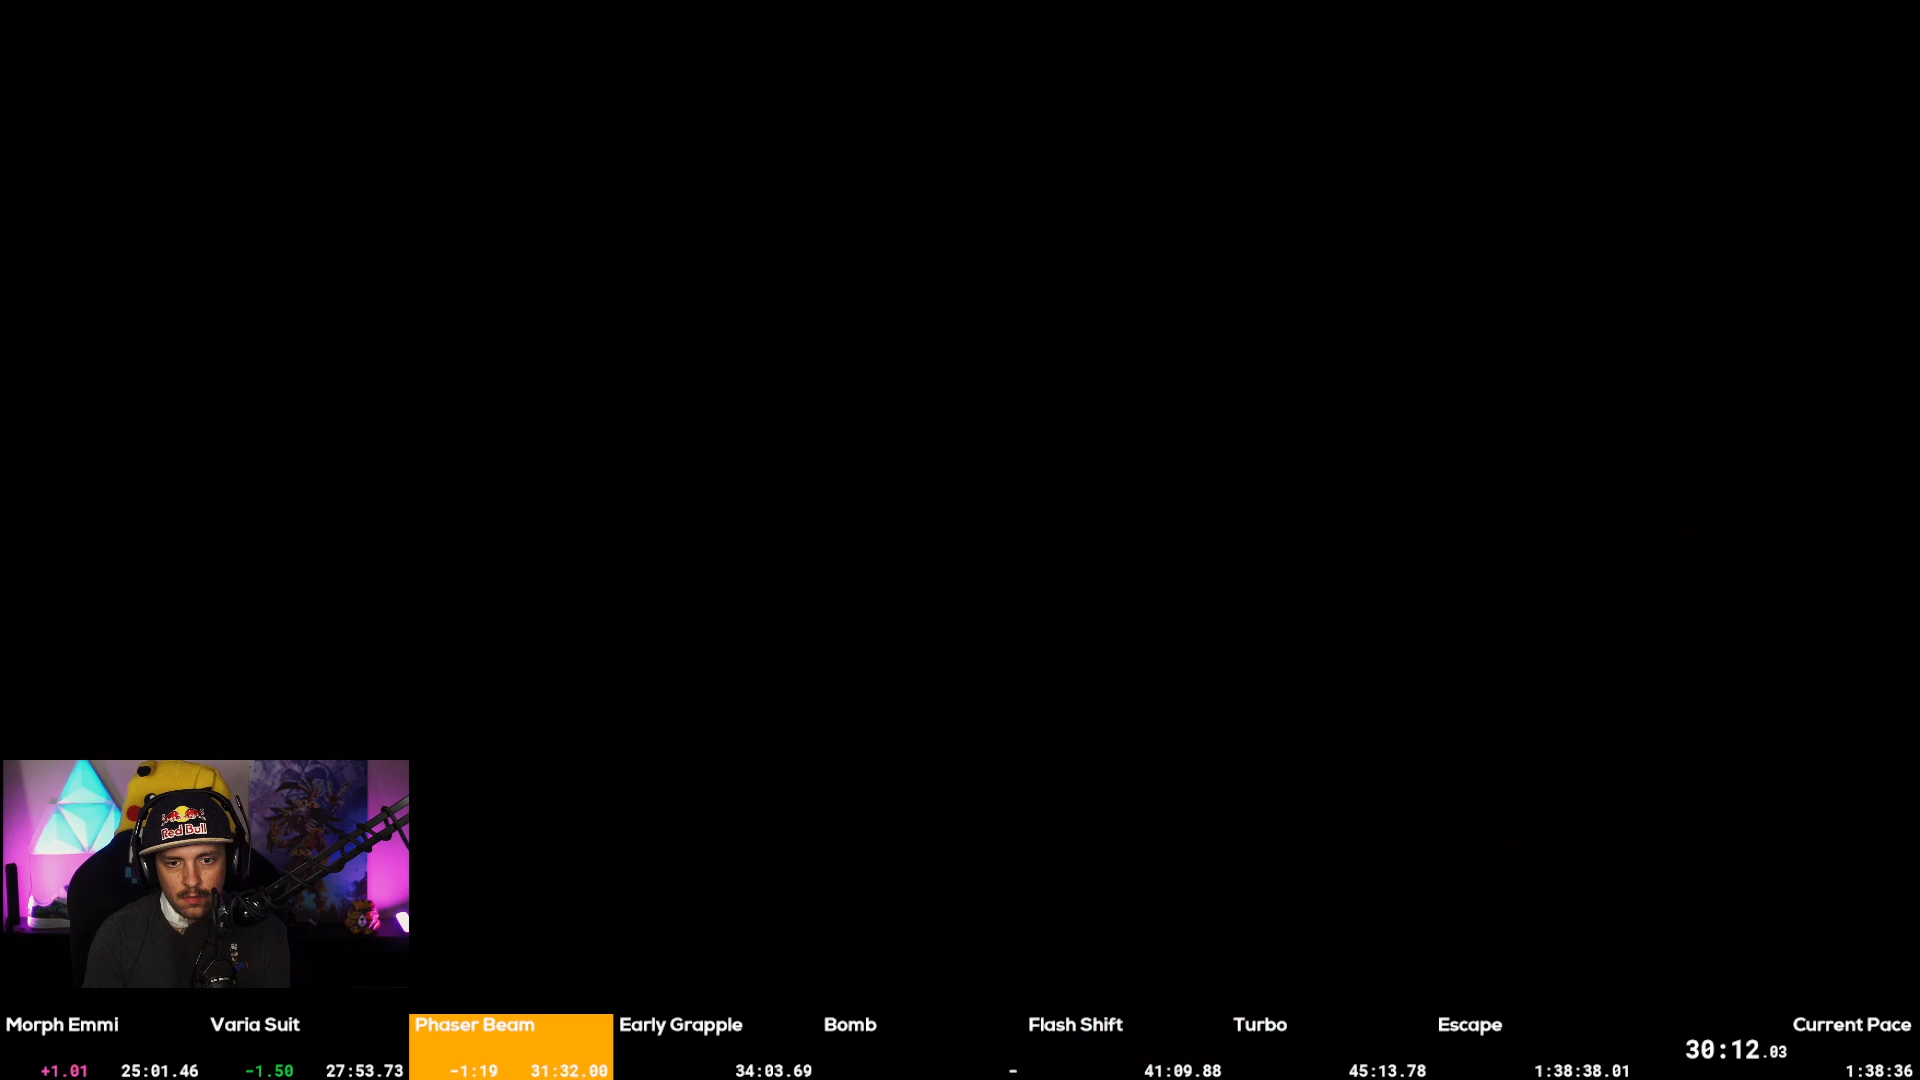 Red Bull
Morph Emmi
+1.01 25:01.46
Varia Suit
-1.50 27:53.73
Phaser Beam
-1:19 31:32.00
Early Grapple
34:03.69
Bomb
-
Flash Shift
41:09.88
Turbo
45:13.78
Escape
1:38:38.01
30:12.03
Current Pace
1:38:36